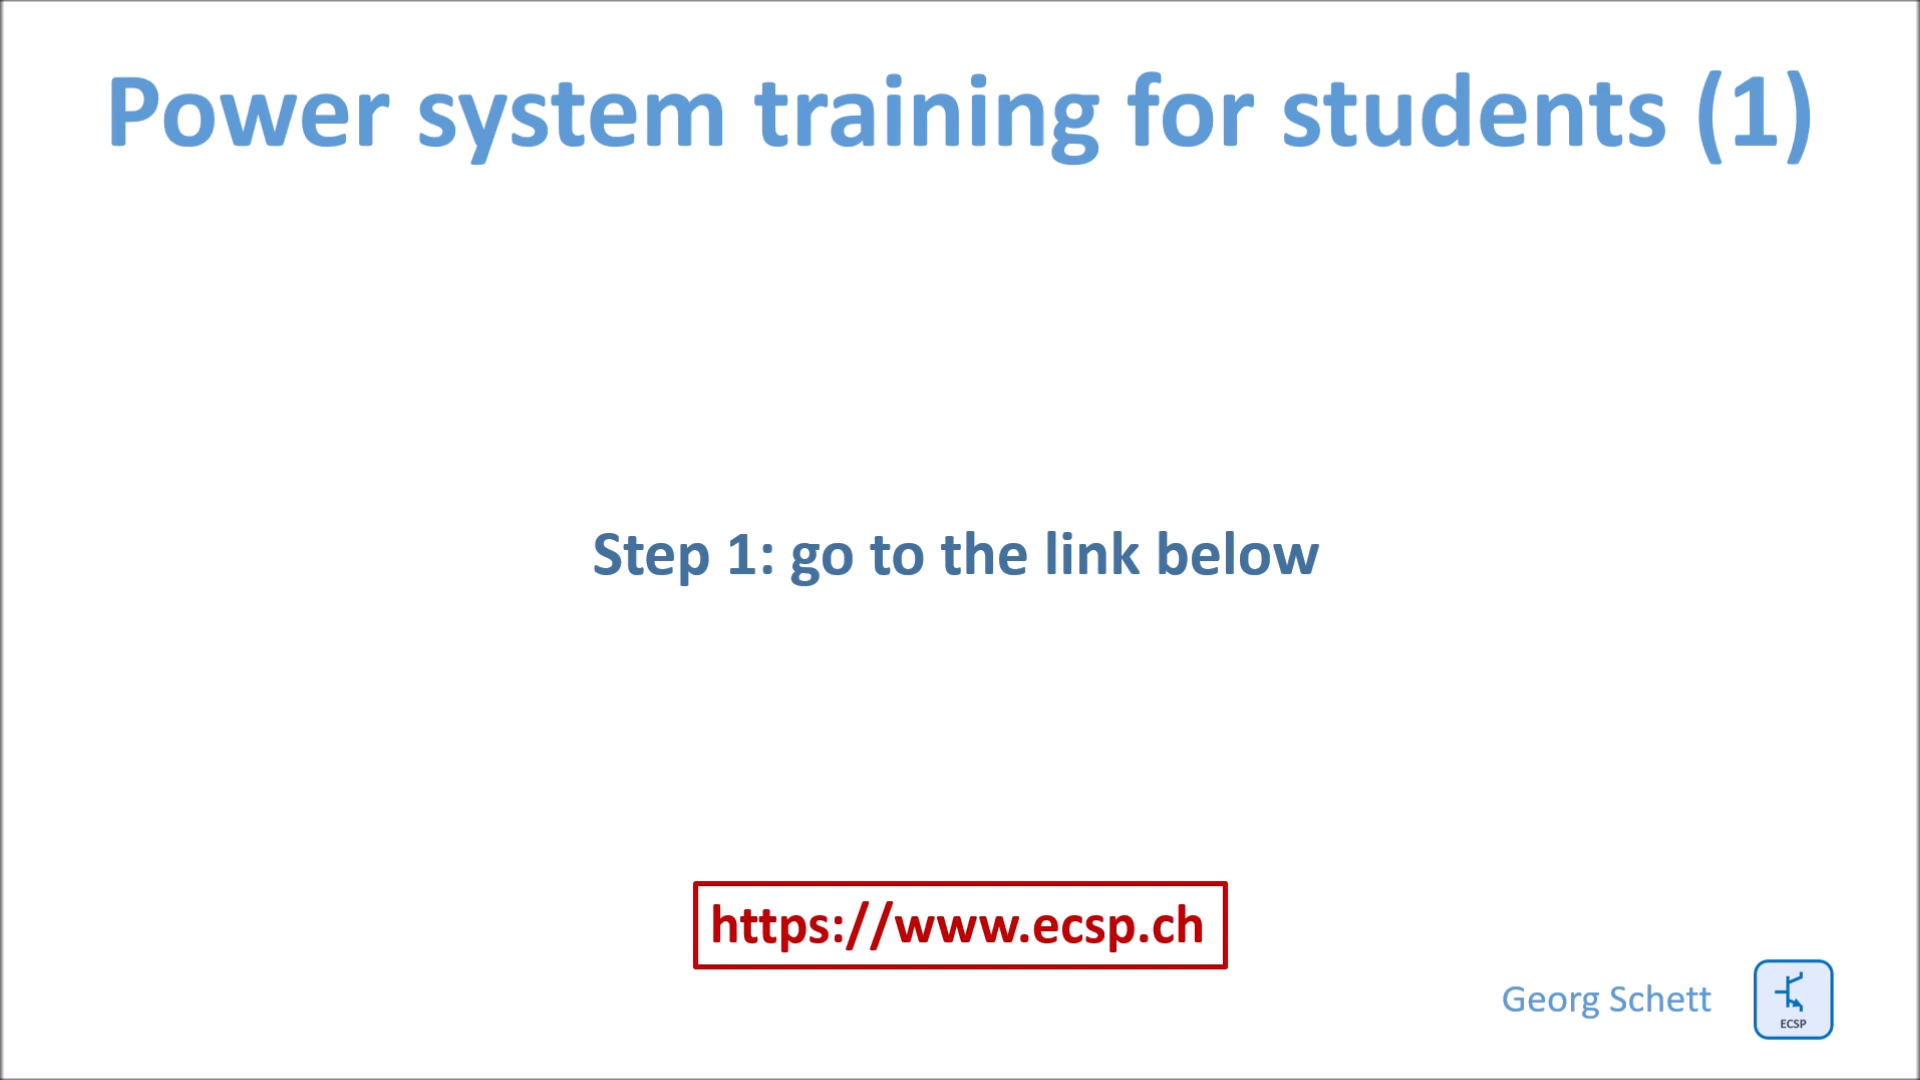 Power system training for students (1)
Step 1: go to the link below
https://www.ecsp.ch
Georg Schett
ECSP